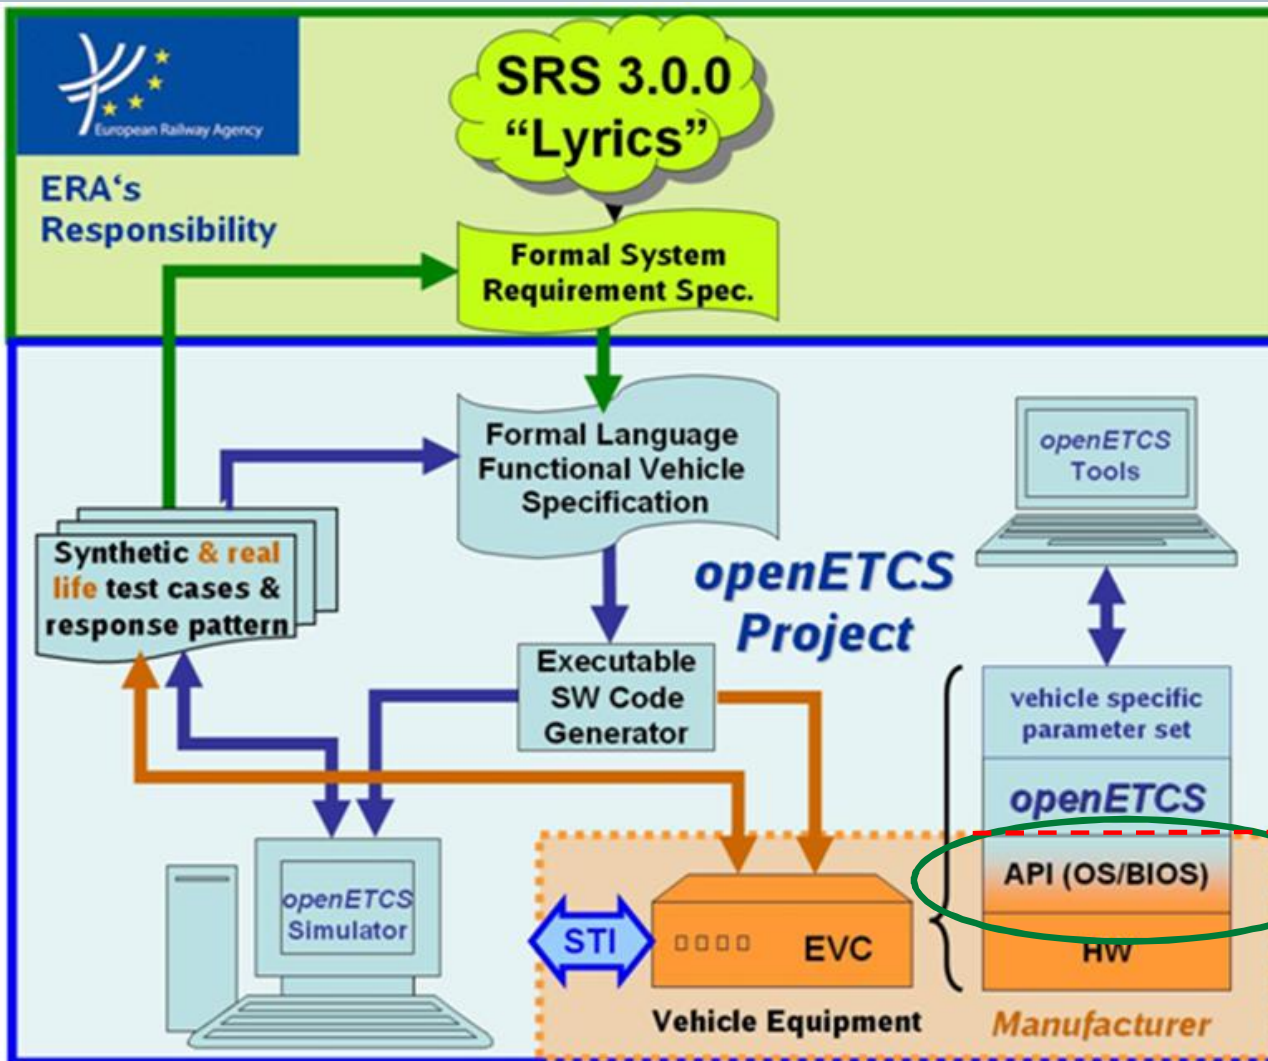 European Railway Agency
ERA‘s
Responsibility
SRS 3.0.0
“Lyrics”
Formal System
Requirement Spec.
Formal Language
Functional Vehicle
Specification
openETCS
Tools
Synthetic & real
life test cases &
response pattern
openETCS
Project
Executable
SW Code
Generator
vehicle specific
parameter set
openETCS
API (OS/BIOS)
HW
openETCS
Simulator
STI
EVC
Vehicle Equipment
Manufacturer